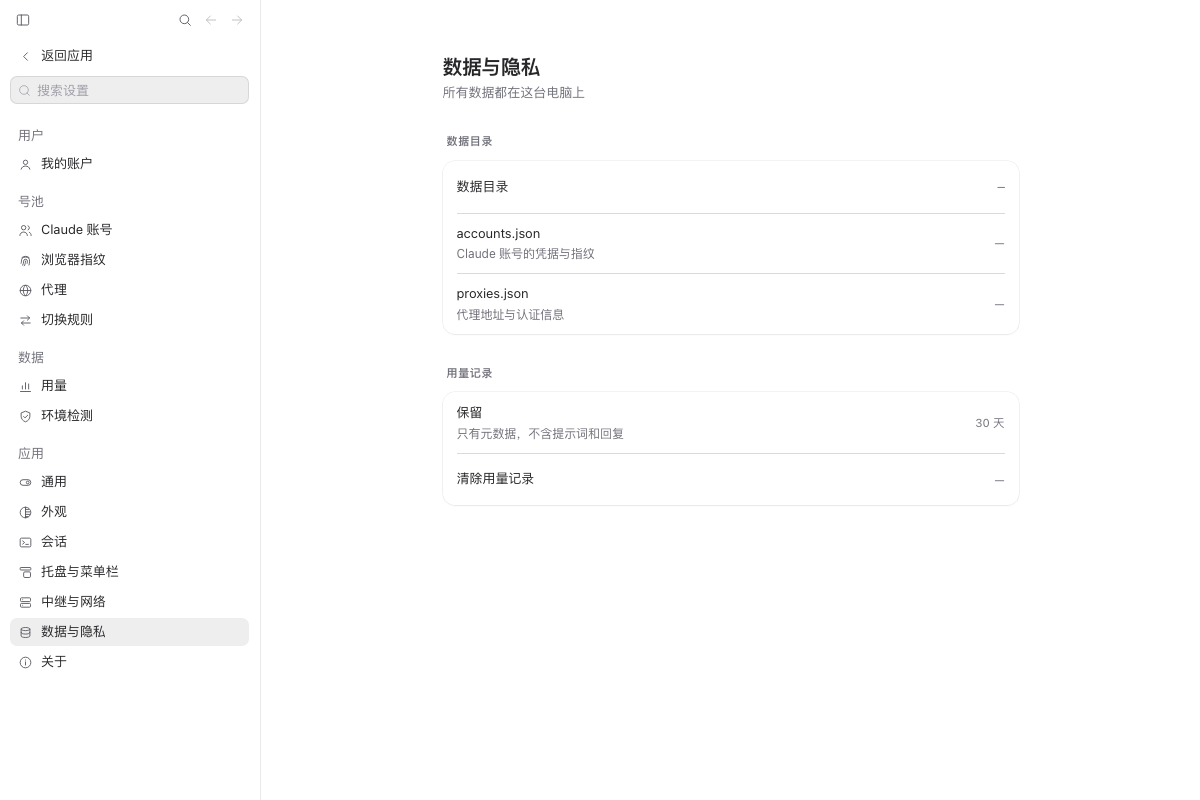 返回应用
搜索设置
用户
我的账户
号池
Claude 账号
浏览器指纹
代理
切换规则
数据
用量
环境检测
应用
通用
外观
会话
托盘与菜单栏
中继与网络
数据与隐私
关于
数据与隐私
所有数据都在这台电脑上
数据目录
数据目录 —
accounts.json
Claude 账号的凭据与指纹 —
proxies.json
代理地址与认证信息 —
用量记录
保留
只有元数据，不含提示词和回复
30 天
清除用量记录 —